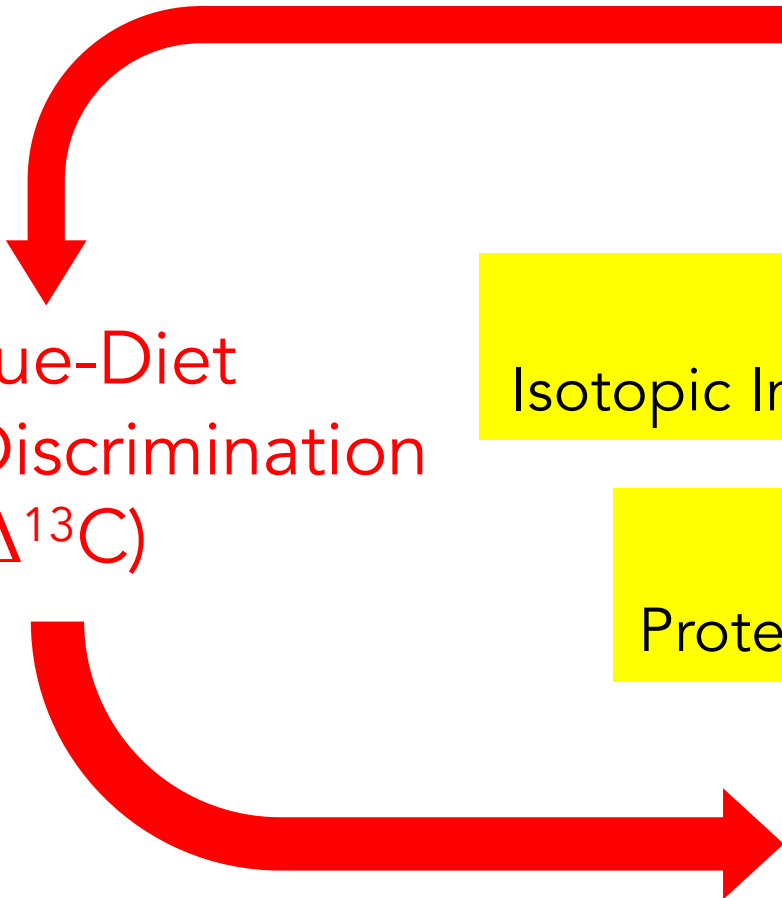 ue-Diet
Discrimination
Δ¹³C)
Isotopic In
Prote